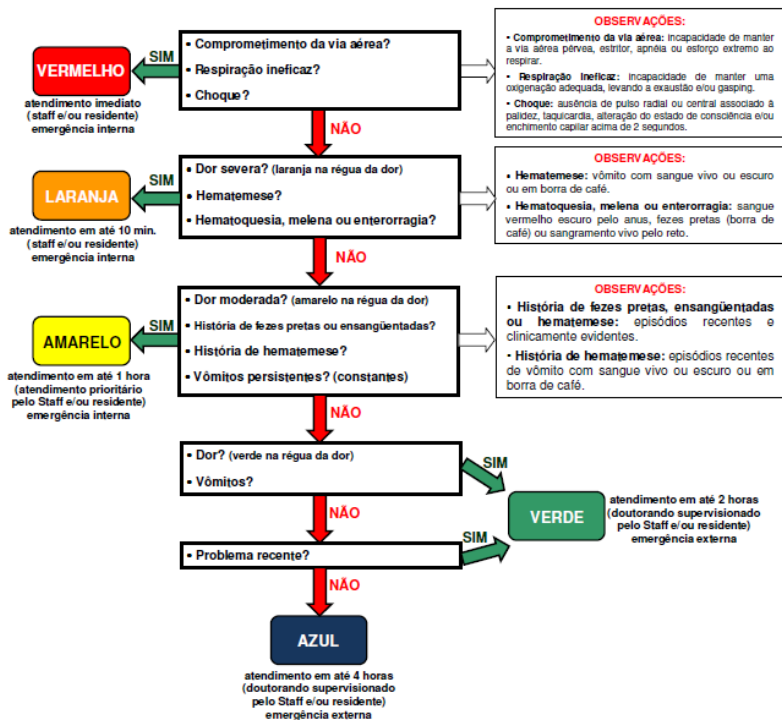 SIM
VERMELHO
atendimento imediato
(staff e/ou residente)
emergência interna
▪ Comprometimento da via aérea?
▪ Respiração ineficaz?
▪ Choque?
OBSERVAÇÕES:
▪ Comprometimento da via aérea: incapacidade de manter
a via aérea pérvea, estritor, apnéia ou esforço extremo ao
respirar.
▪ Respiração Ineficaz: incapacidade de manter uma
oxigenação adequada, levando a exaustão e/ou gasping.
▪ Choque: ausência de pulso radial ou central associado à
palidez, taquicardia, alteração do estado de consciência e/ou
enchimento capilar acima de 2 segundos.
NÃO
SIM
LARANJA
atendimento em até 10 min.
(staff e/ou residente)
emergência interna
▪ Dor severa? (laranja na régua da dor)
▪ Hematemese?
▪ Hematoquesia, melena ou enterorragia?
▪ Hematemese: vômito com sangue vivo ou escuro
ou em borra de café.
▪ Hematoquesia, melena ou enterorragia: sangue
vermelho escuro pelo anus, fezes pretas (borra de
café) ou sangramento vivo pelo reto.
NÃO
SIM
AMARELO
atendimento em até 1 hora
(atendimento prioritário
pelo Staff e/ou residente)
emergência interna
▪ Dor moderada? (amarelo na régua da dor)
▪ História de fezes pretas ou ensangüentadas?
▪ História de hematemese?
▪ Vômitos persistentes? (constantes)
OBSERVAÇÕES:
▪ História de fezes pretas, ensangüentadas
ou hematemese: episódios recentes e
clinicamente evidentes.
▪ História de hematemese: episódios recentes
de vômito com sangue vivo ou escuro ou em
borra de café.
NÃO
▪ Dor? (verde na régua da dor)
▪ Vômitos?
SIM
VERDE
atendimento em até 2 horas
(doutorando supervisionado
pelo Staff e/ou residente)
emergência externa
NÃO
▪ Problema recente?
SIM
NÃO
AZUL
atendimento em até 4 horas
(doutorando supervisionado
pelo Staff e/ou residente)
emergência externa